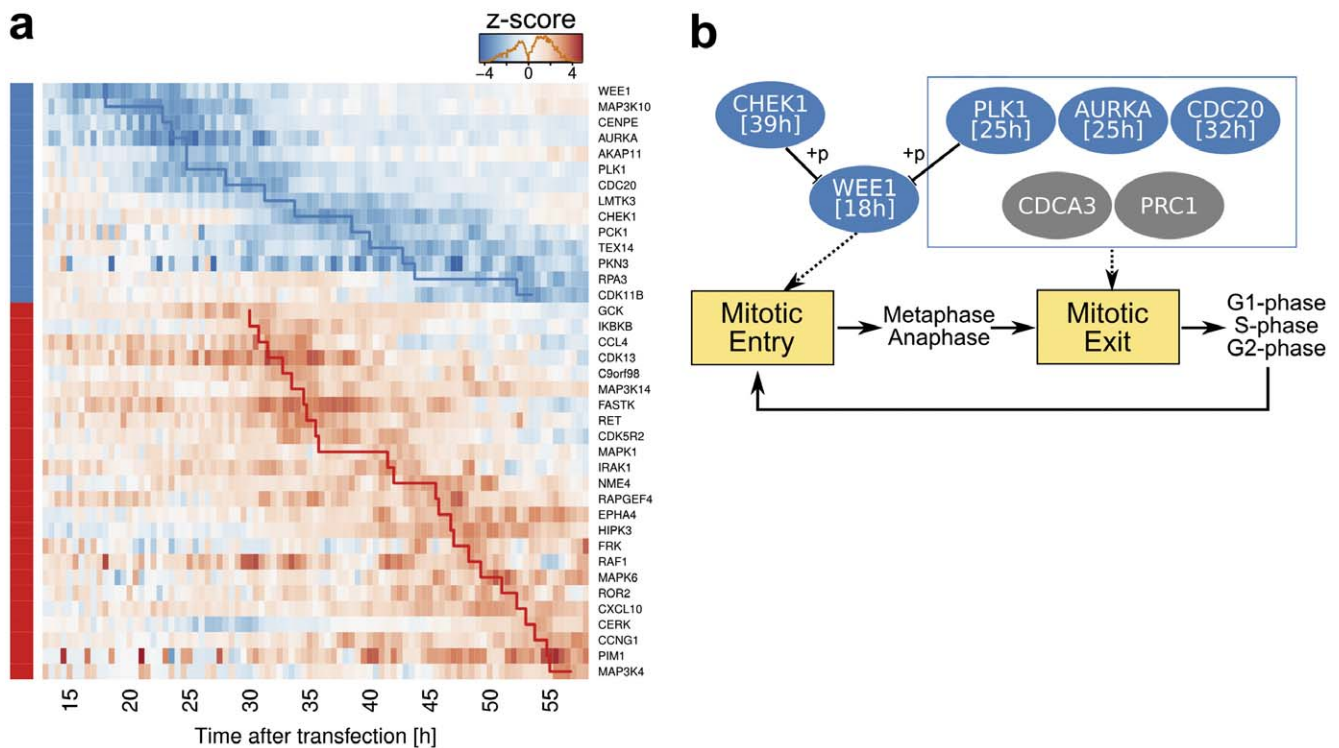 a
z-score
−4 0 4
WEE1
MAP3K10
CENPE
AURKA
AKAP11
PLK1
CDC20
LMTK3
CHEK1
PCK1
TEX14
PKN3
RPA3
CDK11B
GCK
IKBKB
CCL4
CDK13
C9orf98
MAP3K14
FASTK
RET
CDK5R2
MAPK1
IRAK1
NME4
RAPGEF4
EPHA4
HIPK3
FRK
RAF1
MAPK6
ROR2
CXCL10
CERK
CCNG1
PIM1
MAP3K4
15 20 25 30 35 40 45 50 55
Time after transfection [h]
b
CHEK1
[39h]
PLK1
[25h]
AURKA
[25h]
CDC20
[32h]
+p
+p
WEE1
[18h]
CDCA3
PRC1
Mitotic
Entry
Metaphase
Anaphase
Mitotic
Exit
G1-phase
S-phase
G2-phase